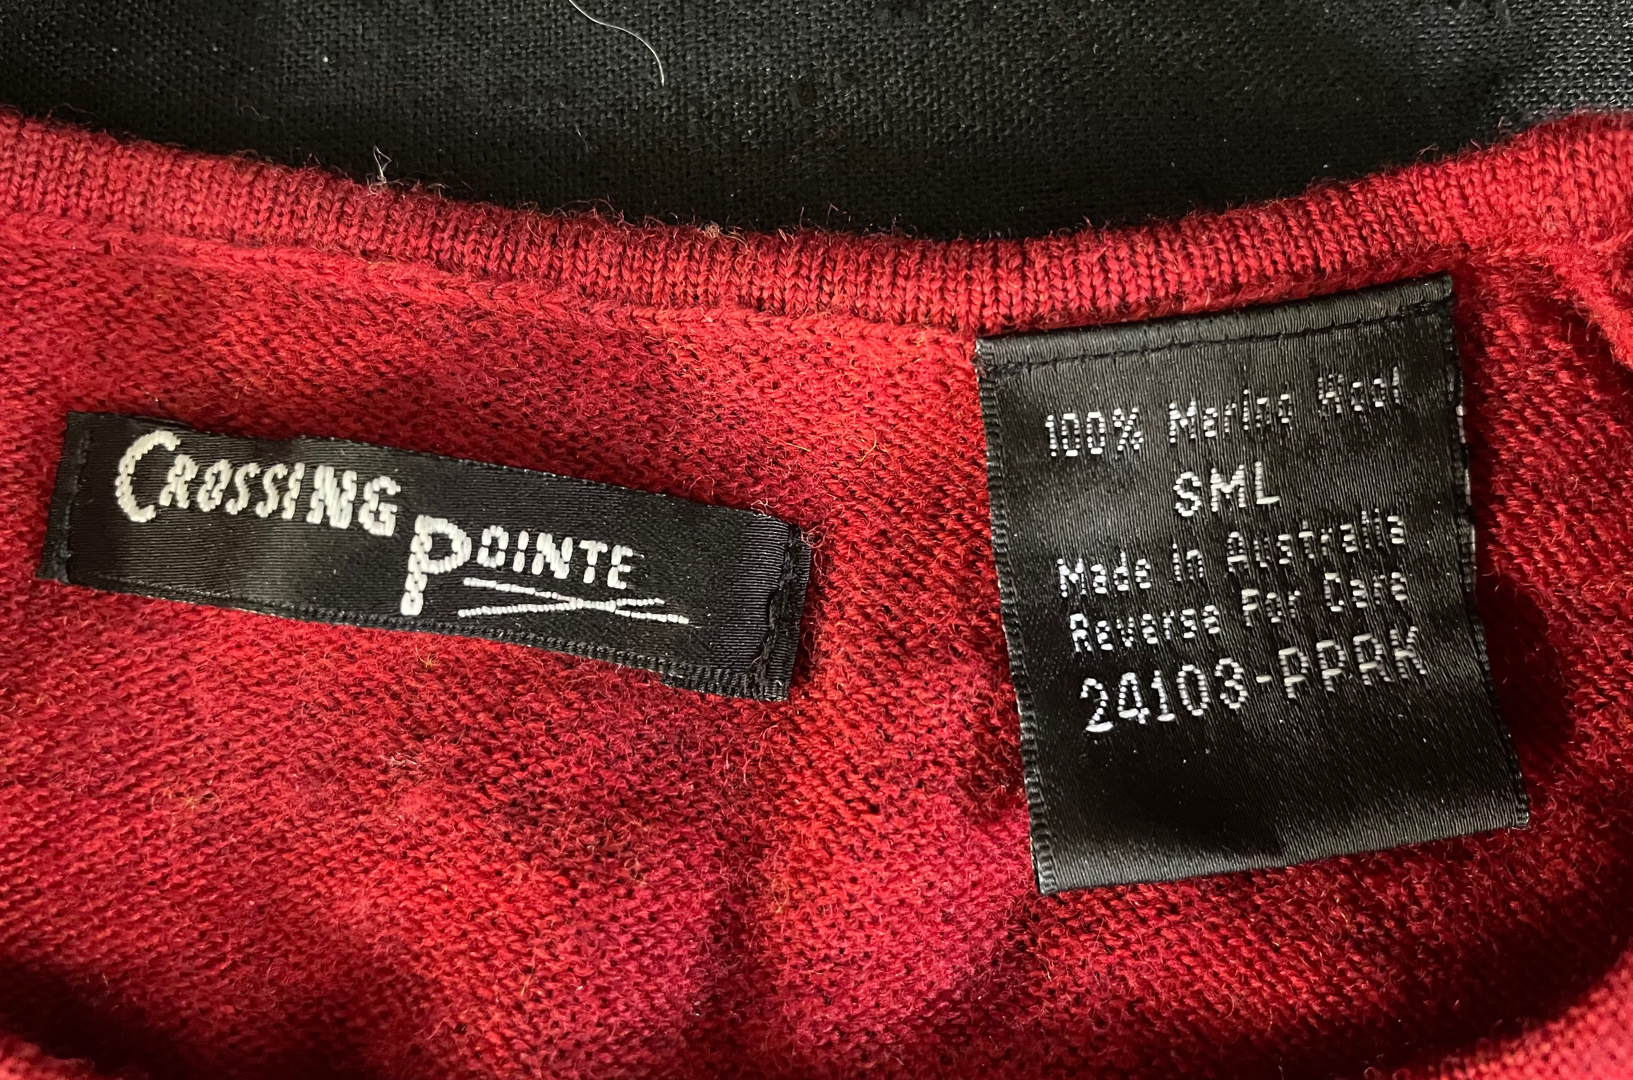 CROSSING
POINTE
100% Merino Wool
SML
Made in Australia
Reverse For Care
24103-PPRK